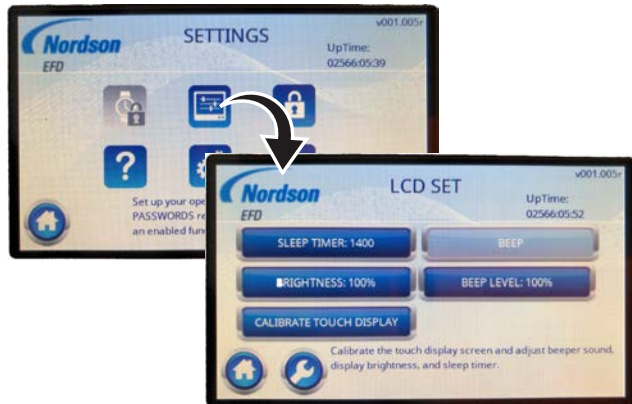 v001.005r
SETTINGS
Nordson
EFD
UpTime:
02566:05:39
?
Set up your ope
PASSWORDS re
an enabled fun
v001.005r
LCD SET
Nordson
EFD
UpTime:
02566:05:52
SLEEP TIMER: 1400
BEEP
BRIGHTNESS: 100%
BEEP LEVEL: 100%
CALIBRATE TOUCH DISPLAY
Calibrate the touch display screen and adjust beeper sound,
display brightness, and sleep timer.